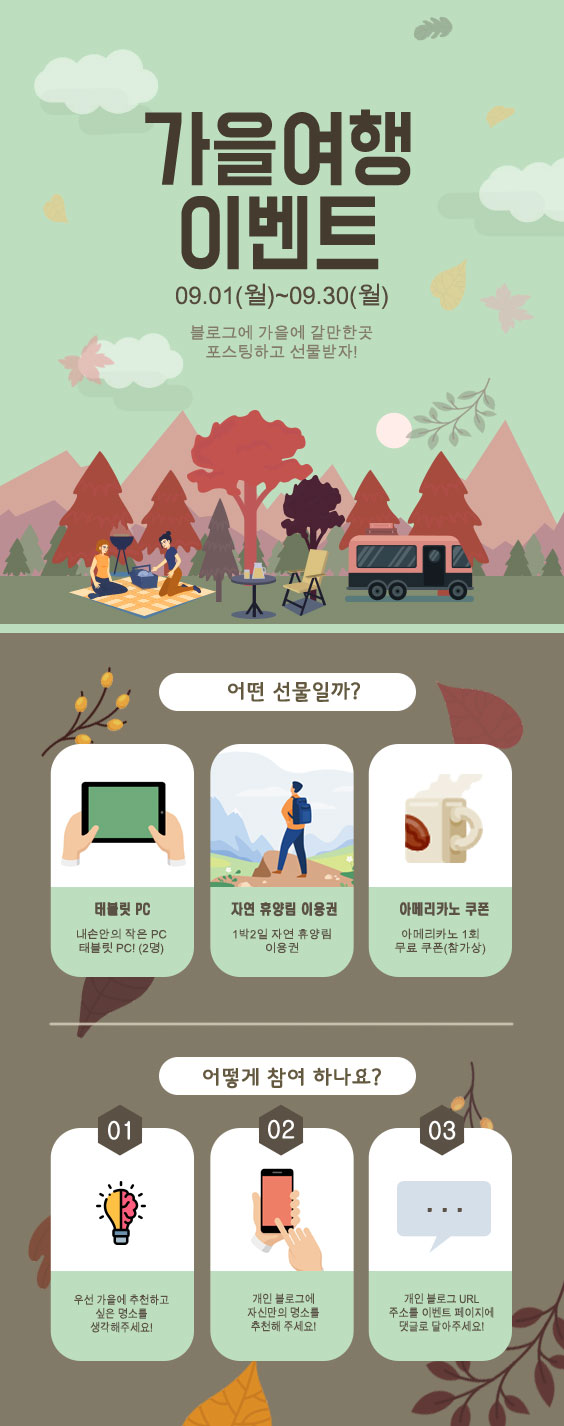 가을여행
이벤트
09.01(월)~09.30(월)
블로그에 가을에 갈만한곳
포스팅하고 선물받자!
어떤 선물일까?
태블릿 PC
내손안의 작은 PC
태블릿 PC! (2명)
자연 휴양림 이용권
1박2일 자연 휴양림
이용권
아메리카노 쿠폰
아메리카노 1회
무료 쿠폰(참가상)
어떻게 참여 하나요?
01
우선 가을에 추천하고
싶은 명소를
생각해주세요!
02
개인 블로그에
자신만의 명소를
추천해 주세요!
03
개인 블로그 URL
주소를 이벤트 페이지에
댓글로 달아주세요!